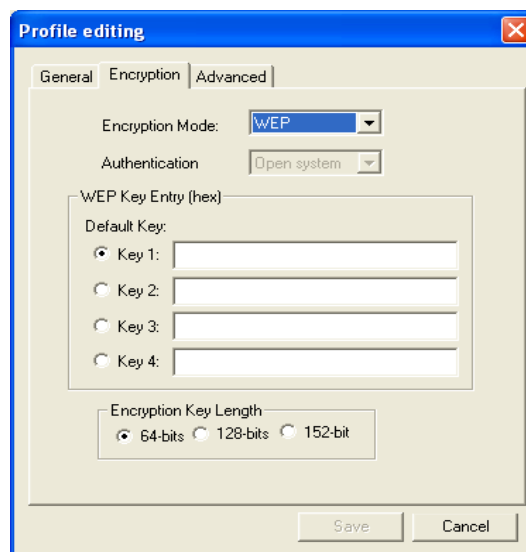 Profile editing
General Encryption Advanced
Encryption Mode: WEP
Authentication Open system
WEP Key Entry (hex)
Default Key:
Key 1:
Key 2:
Key 3:
Key 4:
Encryption Key Length
64-bits 128-bits 152-bit
Save Cancel